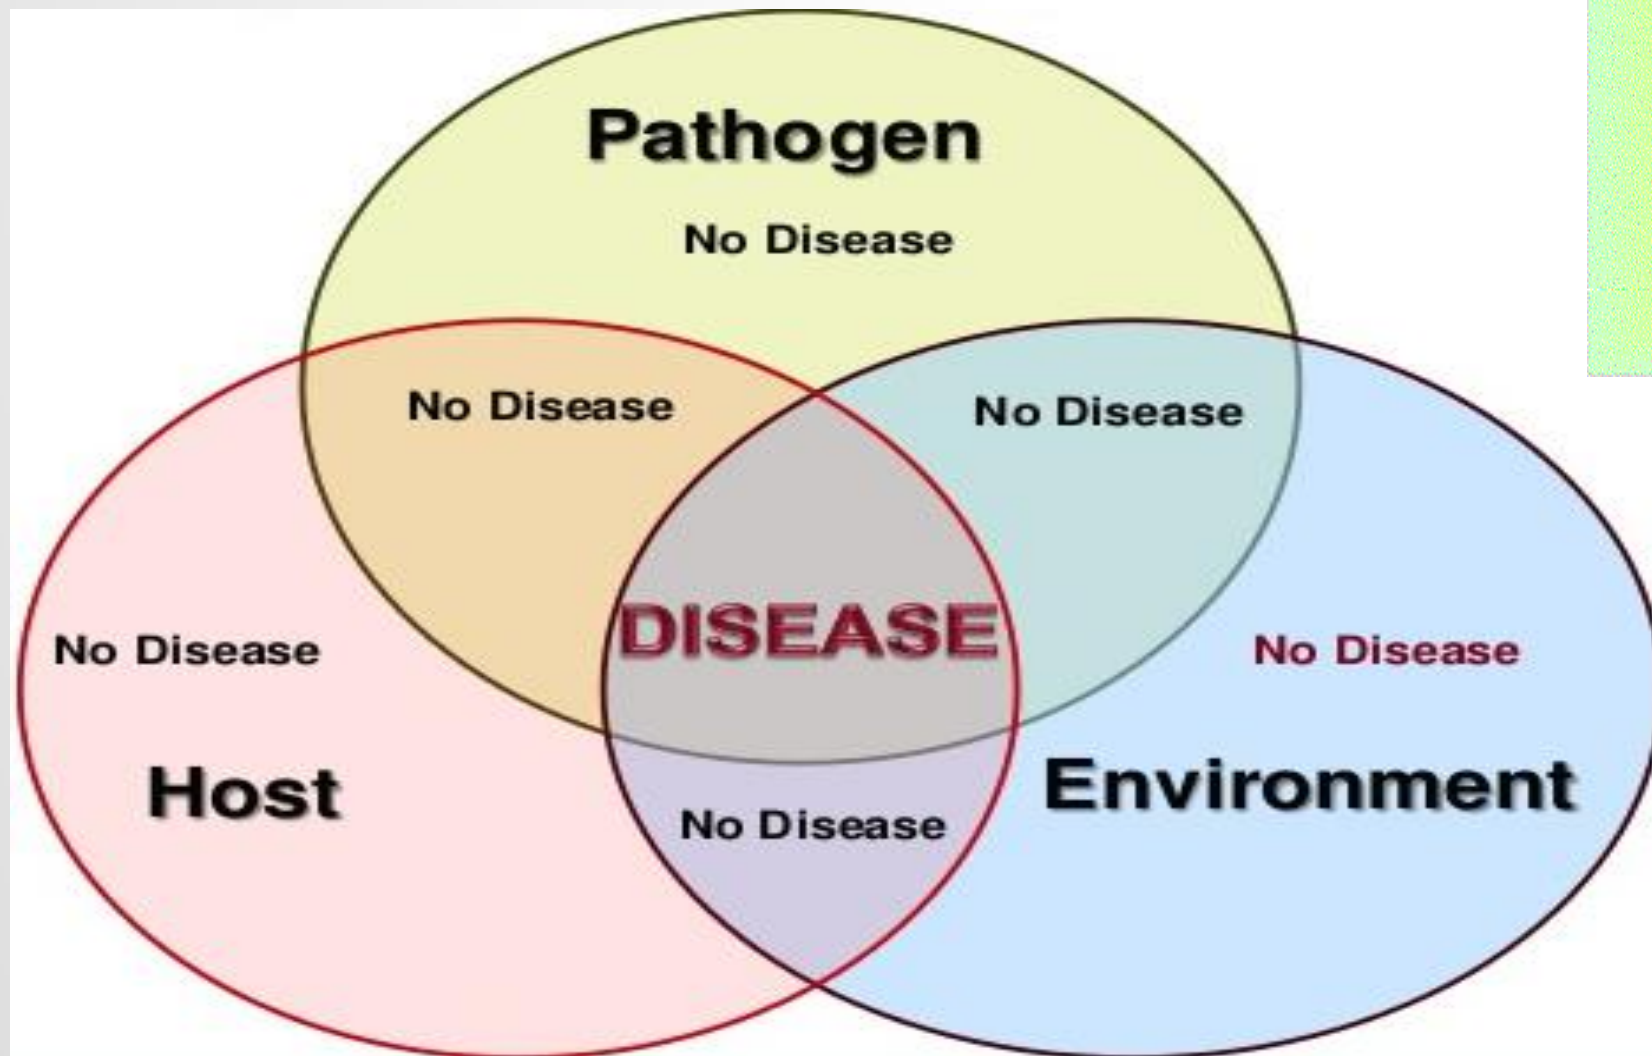 Pathogen
No Disease
No Disease
No Disease
DISEASE
No Disease
No Disease
Host
Environment
No Disease